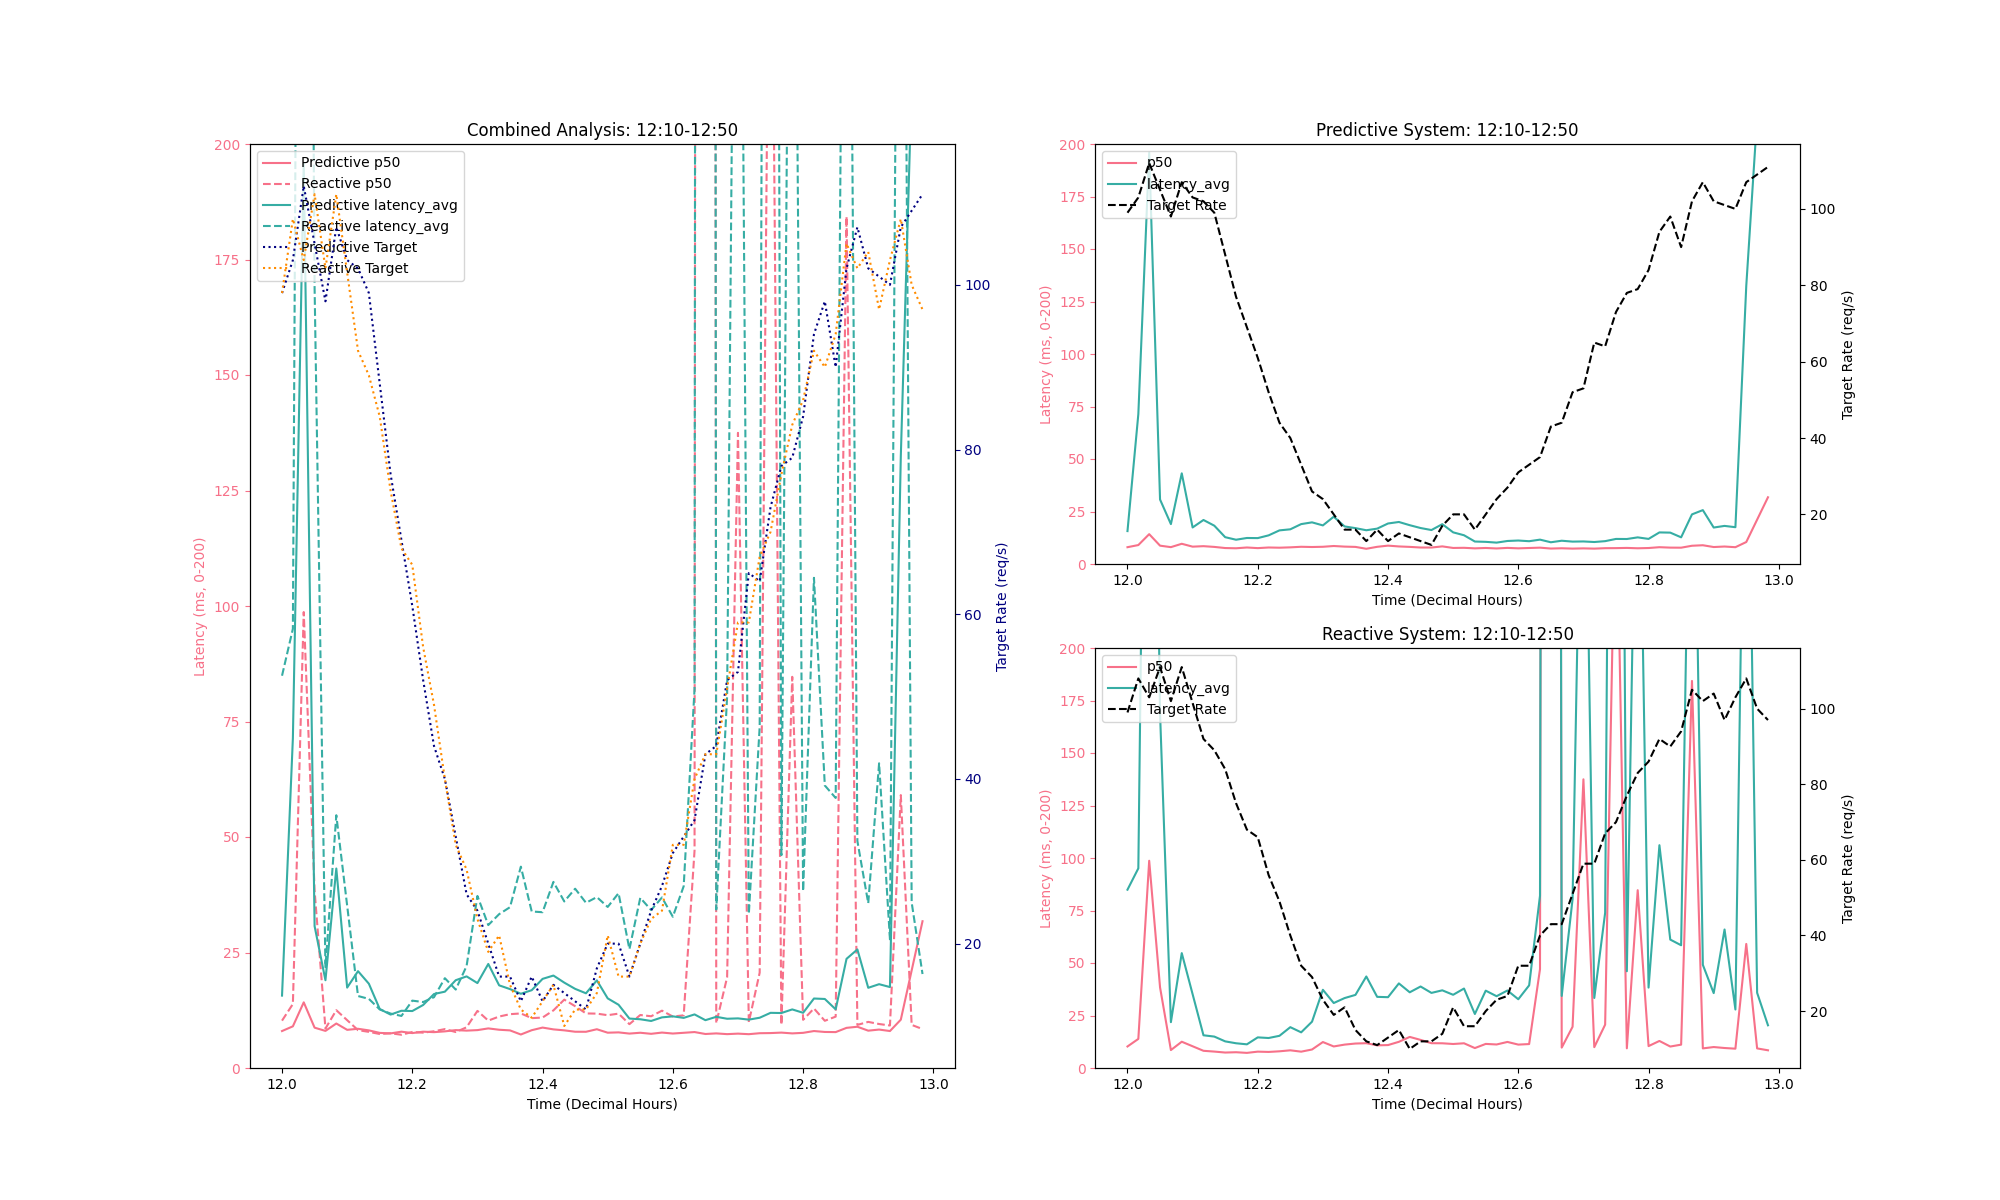 Combined Analysis: 12:10-12:50
Predictive p50
Reactive p50
Predictive latency_avg
Reactive latency_avg
Predictive Target
Reactive Target
200
175
150
125
100
75
50
25
0
Latency (ms, 0-200)
100
80
60
40
20
Target Rate (req/s)
12.0 12.2 12.4 12.6 12.8 13.0
Time (Decimal Hours)
Predictive System: 12:10-12:50
p50
latency_avg
Target Rate
200
175
150
125
100
75
50
25
0
Latency (ms, 0-200)
100
80
60
40
20
Target Rate (req/s)
12.0 12.2 12.4 12.6 12.8 13.0
Time (Decimal Hours)
Reactive System: 12:10-12:50
p50
latency_avg
Target Rate
200
175
150
125
100
75
50
25
0
Latency (ms, 0-200)
100
80
60
40
20
Target Rate (req/s)
12.0 12.2 12.4 12.6 12.8 13.0
Time (Decimal Hours)